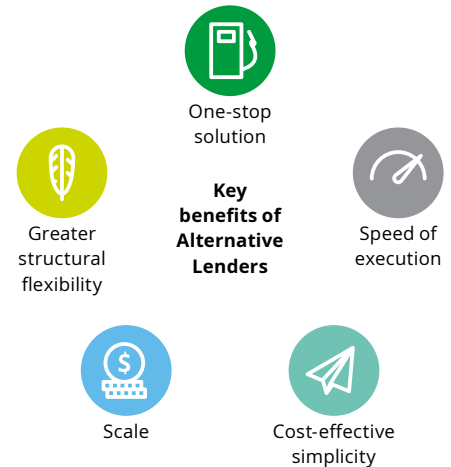 One-stop
solution
Key
benefits of
Alternative
Lenders
Greater
structural
flexibility
Speed of
execution
$
Scale
Cost-effective
simplicity